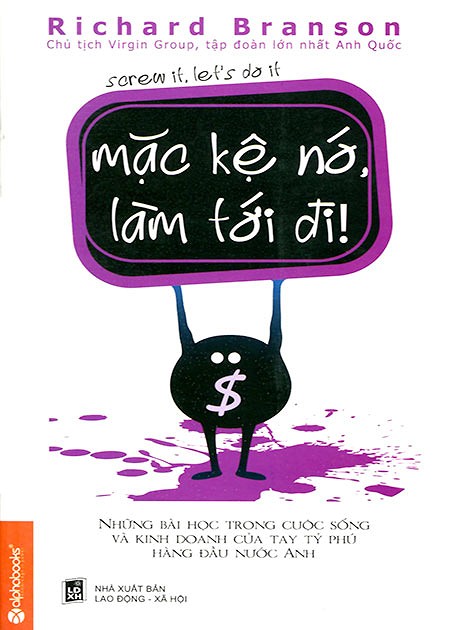 Richard Branson
Chủ tịch Virgin Group, tập đoàn lớn nhất Anh Quốc
screw it, let's do it
mặc kệ nó,
làm tới đi!
$
NHỮNG BÀI HỌC TRONG CUỘC SỐNG
VÀ KINH DOANH CỦA TAY TỶ PHÚ
HÀNG ĐẦU NƯỚC ANH
alphabooks®
LĐ
XH
NHÀ XUẤT BẢN
LAO ĐỘNG - XÃ HỘI